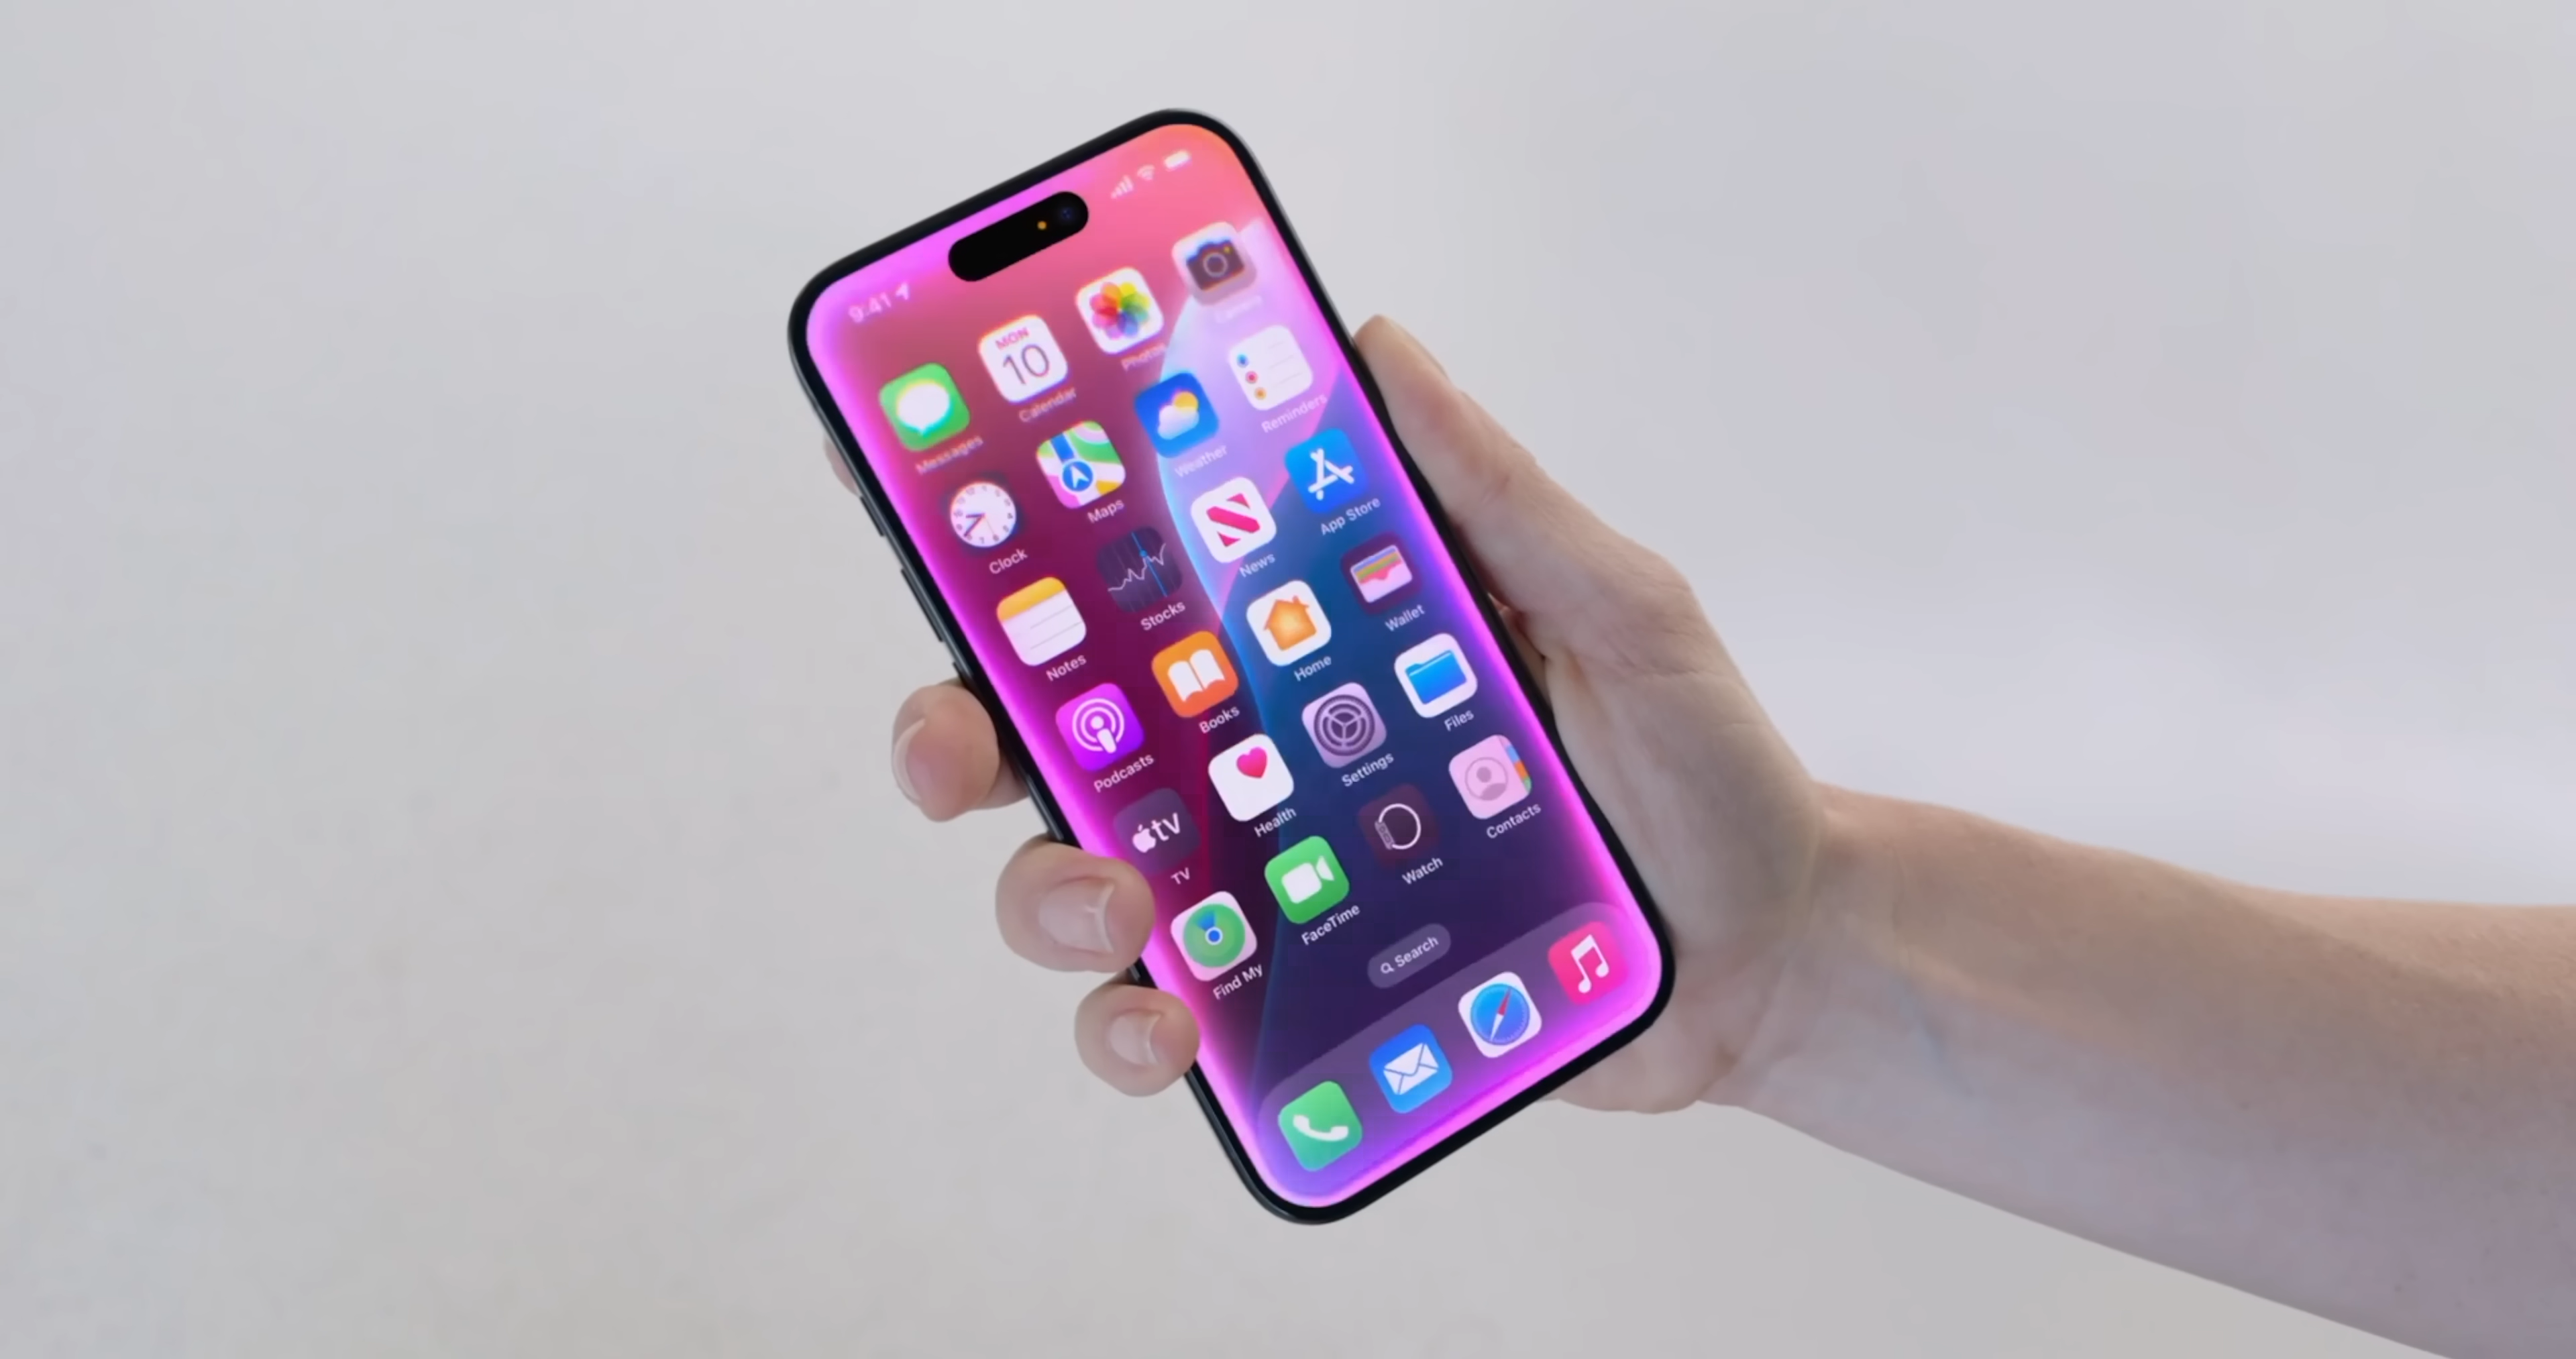 9:41
MON
10
Messages
Calendar
Photos
Camera
Clock
Maps
Weather
Reminders
Notes
Stocks
News
App Store
Podcasts
Books
Home
Wallet
tv
TV
Health
Settings
Files
Find My
FaceTime
Watch
Contacts
Search